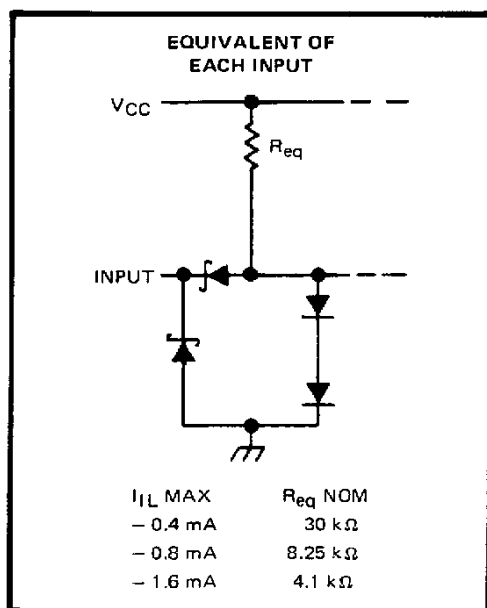 EQUIVALENT OF
EACH INPUT
VCC
Req
INPUT
IIL MAX Req NOM
− 0.4 mA 30 kΩ
− 0.8 mA 8.25 kΩ
− 1.6 mA 4.1 kΩ